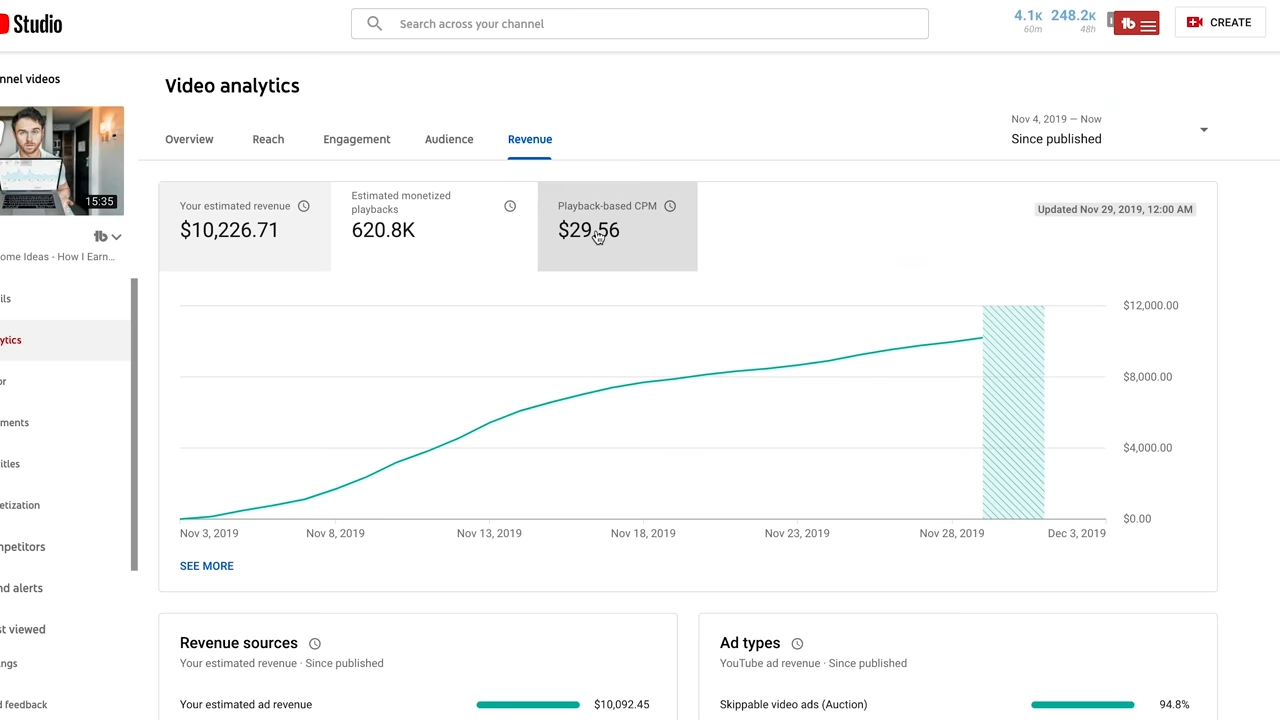 Studio
Search across your channel
4.1K
60m
248.2K
48h
CREATE
nnel videos
15:35
ome Ideas - How I Earn...
ils
ytics
or
ments
itles
etization
mpetitors
nd alerts
st viewed
ngs
d feedback
Video analytics
Overview
Reach
Engagement
Audience
Revenue
Nov 4, 2019 – Now
Since published
Your estimated revenue
$10,226.71
Estimated monetized
playbacks
620.8K
Playback-based CPM
$29.56
Updated Nov 29, 2019, 12:00 AM
$12,000.00
$8,000.00
$4,000.00
$0.00
Nov 3, 2019
Nov 8, 2019
Nov 13, 2019
Nov 18, 2019
Nov 23, 2019
Nov 28, 2019
Dec 3, 2019
SEE MORE
Revenue sources
Your estimated revenue · Since published
Your estimated ad revenue
$10,092.45
Ad types
YouTube ad revenue · Since published
Skippable video ads (Auction)
94.8%